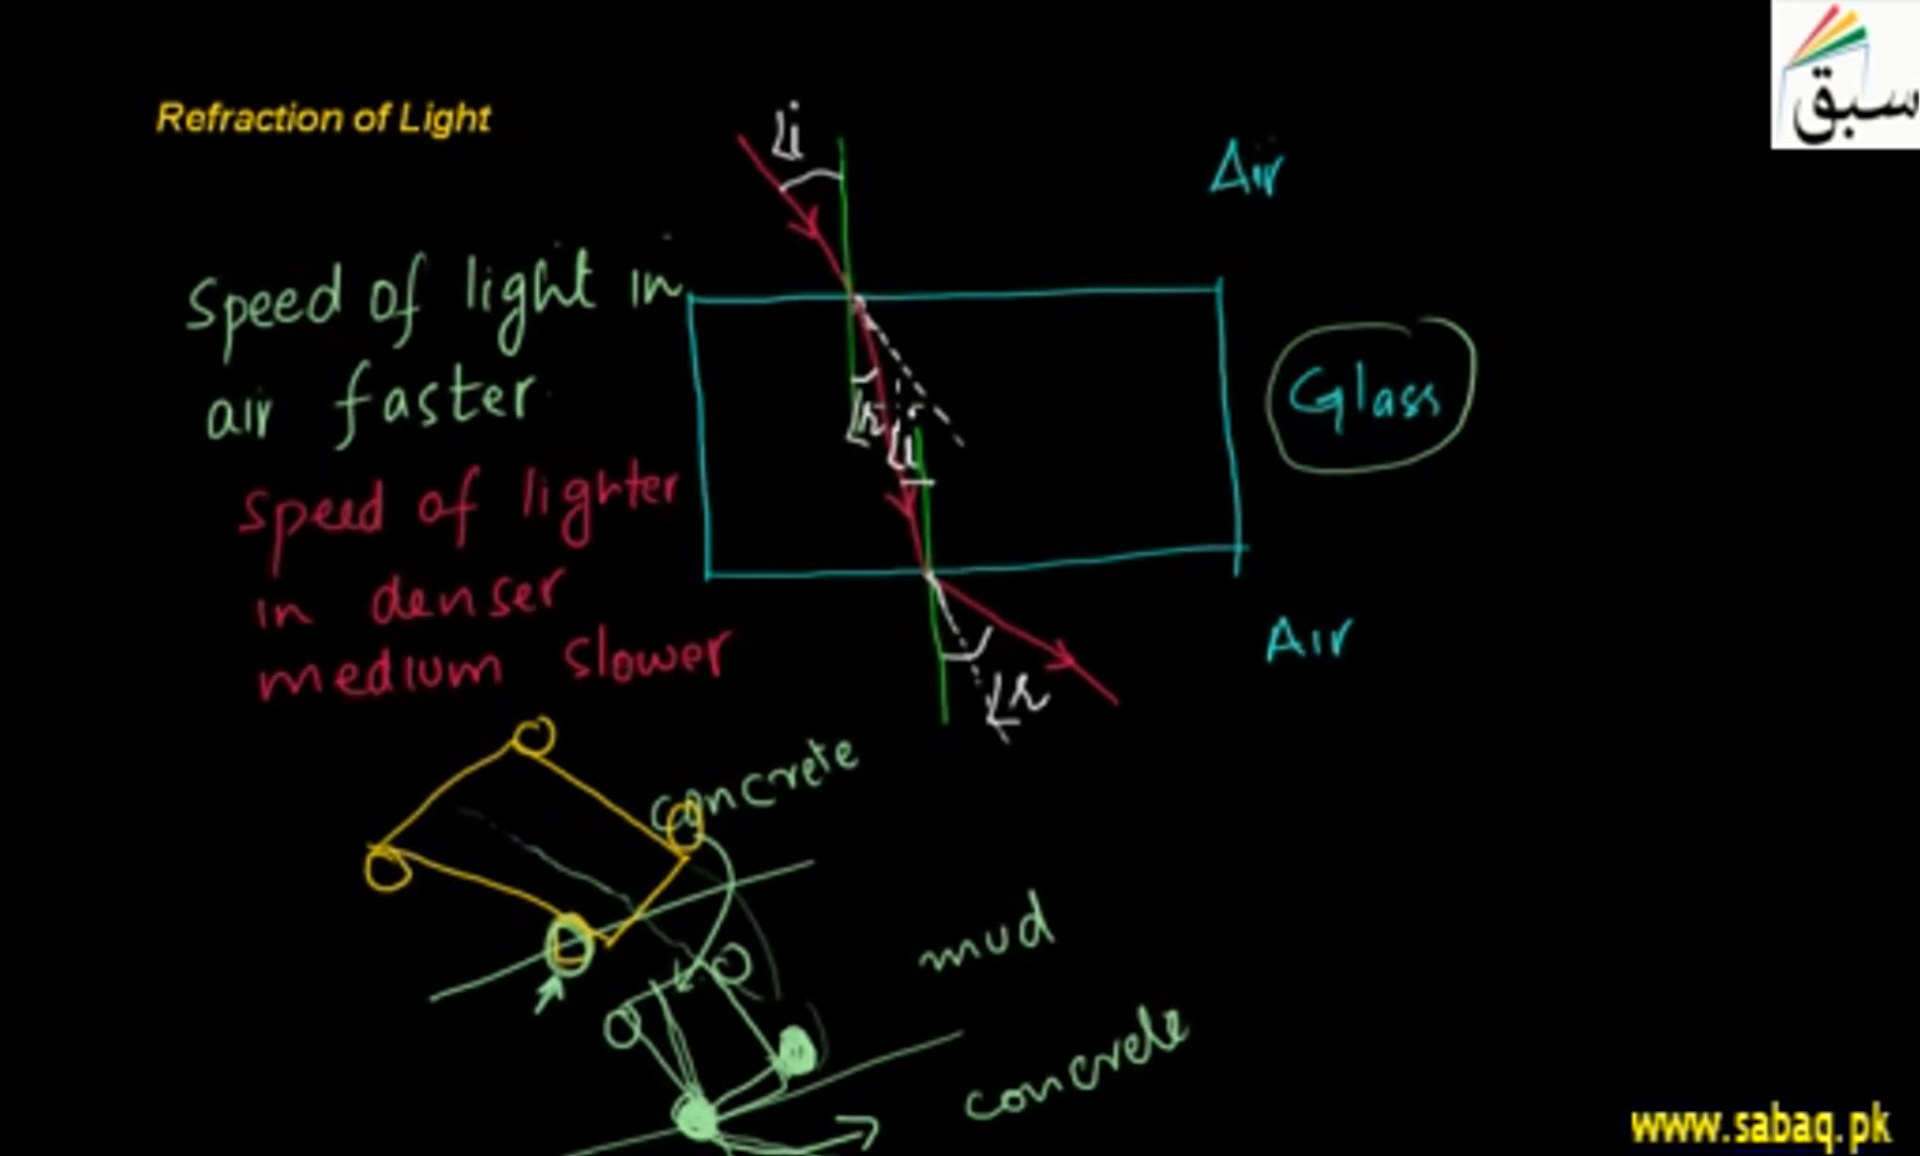 سبق
Refraction of Light
∠i
Air
Speed of light in
air faster
Glass
∠r
∠i
Speed of lighter
in denser
medium slower
Air
∠r
concrete
mud
concrete
www.sabaq.pk